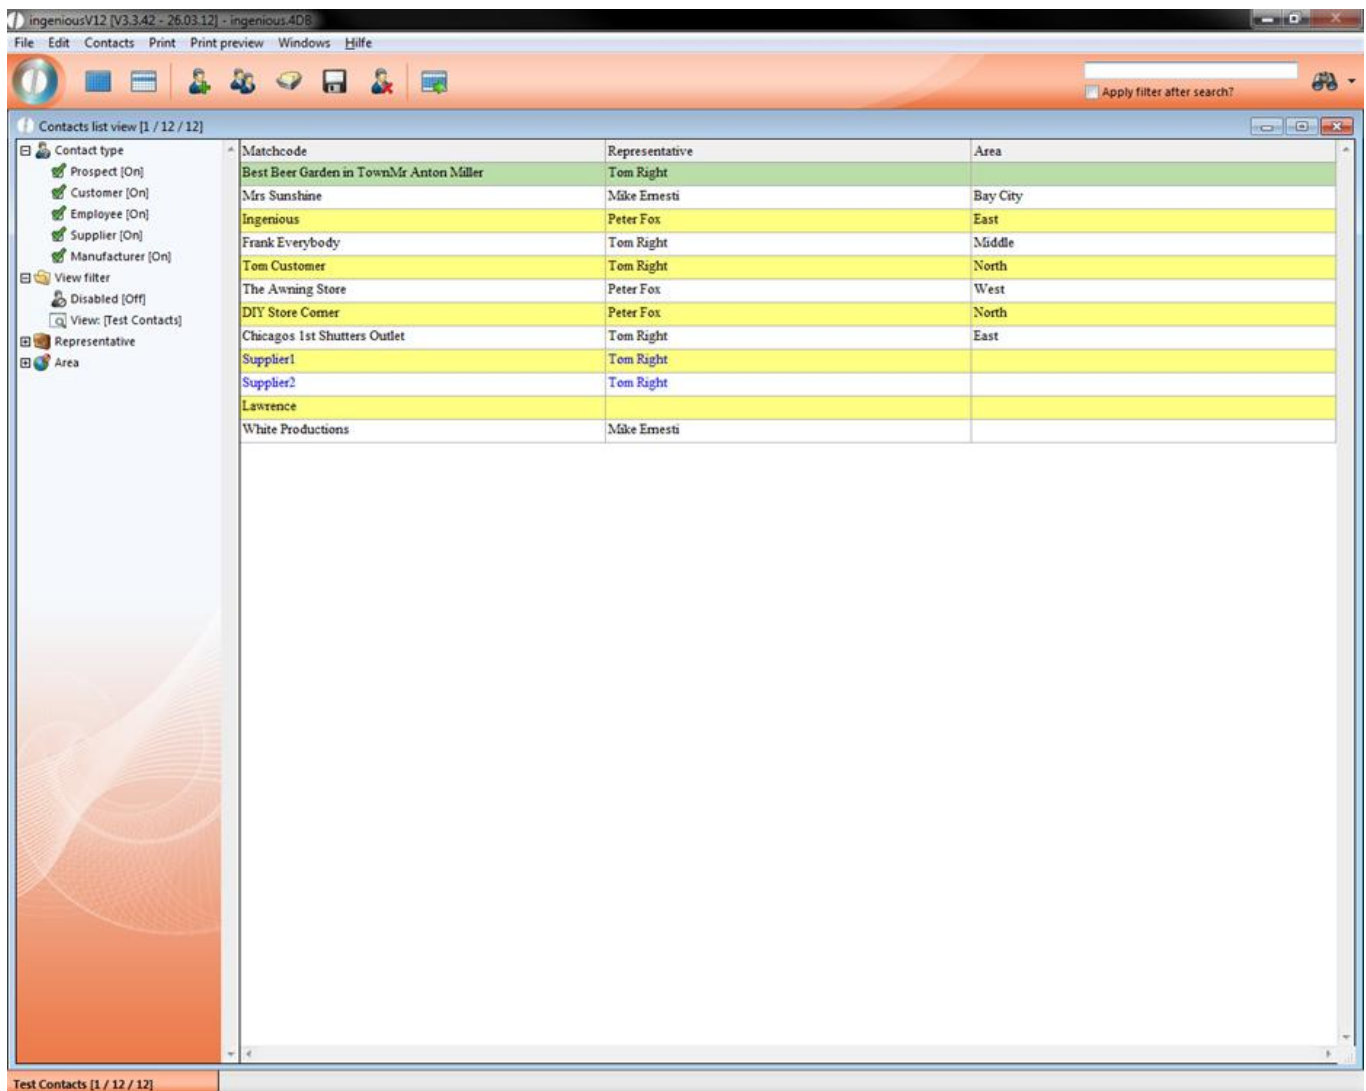 ingeniousV12 [V3.3.42 - 26.03.12] - ingenious.4DB
File Edit Contacts Print Print preview Windows Hilfe
Apply filter after search?
Contacts list view [1 / 12 / 12]
Contact type
Prospect [On]
Customer [On]
Employee [On]
Supplier [On]
Manufacturer [On]
View filter
Disabled [Off]
View: [Test Contacts]
Representative
Area
Matchcode Representative Area
Best Beer Garden in TownMr Anton Miller Tom Right
Mrs Sunshine Mike Ernesti Bay City
Ingenious Peter Fox East
Frank Everybody Tom Right Middle
Tom Customer Tom Right North
The Awning Store Peter Fox West
DIY Store Corner Peter Fox North
Chicagos 1st Shutters Outlet Tom Right East
Supplier1 Tom Right
Supplier2 Tom Right
Lawrence
White Productions Mike Ernesti
Test Contacts [1 / 12 / 12]